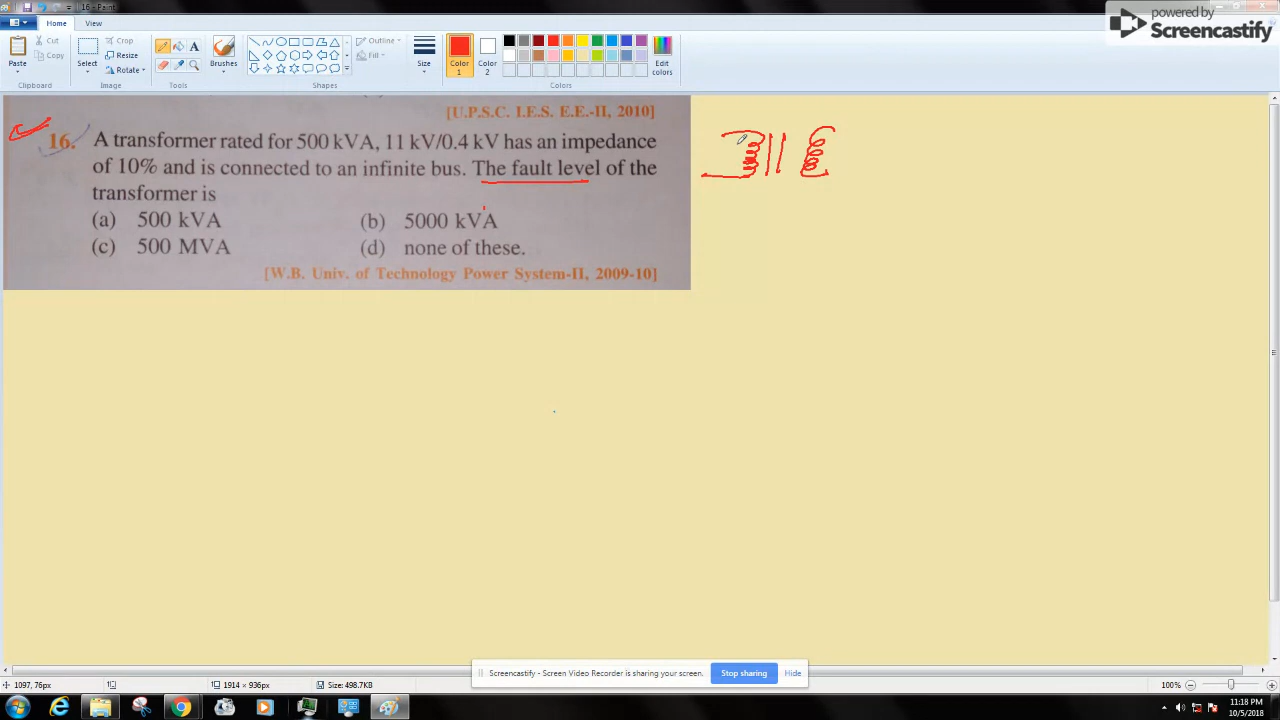 16 - Paint
powered by
Screencastify
Home View
Paste
Cut
Copy
Clipboard
Select
Crop
Resize
Rotate
Image
A
Tools
Brushes
Outline
Fill
Shapes
Size
Color 1
Color 2
Edit colors
Colors
[U.P.S.C. I.E.S. E.E.-II, 2010]
16. A transformer rated for 500 kVA, 11 kV/0.4 kV has an impedance
of 10% and is connected to an infinite bus. The fault level of the
transformer is
(a) 500 kVA (b) 5000 kVA
(c) 500 MVA (d) none of these.
[W.B. Univ. of Technology Power System-II, 2009-10]
Screencastify - Screen Video Recorder is sharing your screen. Stop sharing Hide
1914 × 936px Size: 498.7KB 100%
11:18 PM
10/5/2018